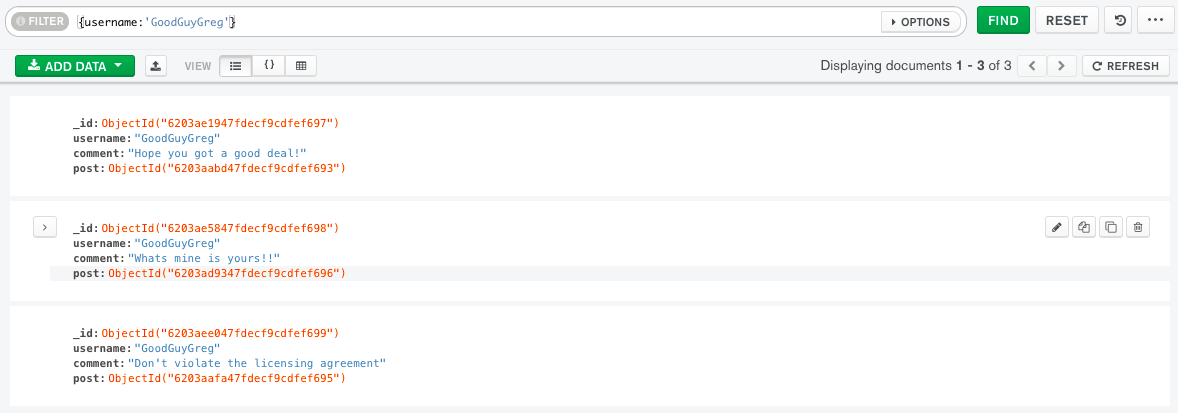 FILTER {username:'GoodGuyGreg'} OPTIONS FIND RESET
ADD DATA VIEW {} Displaying documents 1 - 3 of 3 REFRESH
_id: ObjectId("6203ae1947fdecf9cdfef697")
username: "GoodGuyGreg"
comment: "Hope you got a good deal!"
post: ObjectId("6203aabd47fdecf9cdfef693")
_id: ObjectId("6203ae5847fdecf9cdfef698")
username: "GoodGuyGreg"
comment: "Whats mine is yours!!"
post: ObjectId("6203ad9347fdecf9cdfef696")
_id: ObjectId("6203aee047fdecf9cdfef699")
username: "GoodGuyGreg"
comment: "Don't violate the licensing agreement"
post: ObjectId("6203aafa47fdecf9cdfef695")